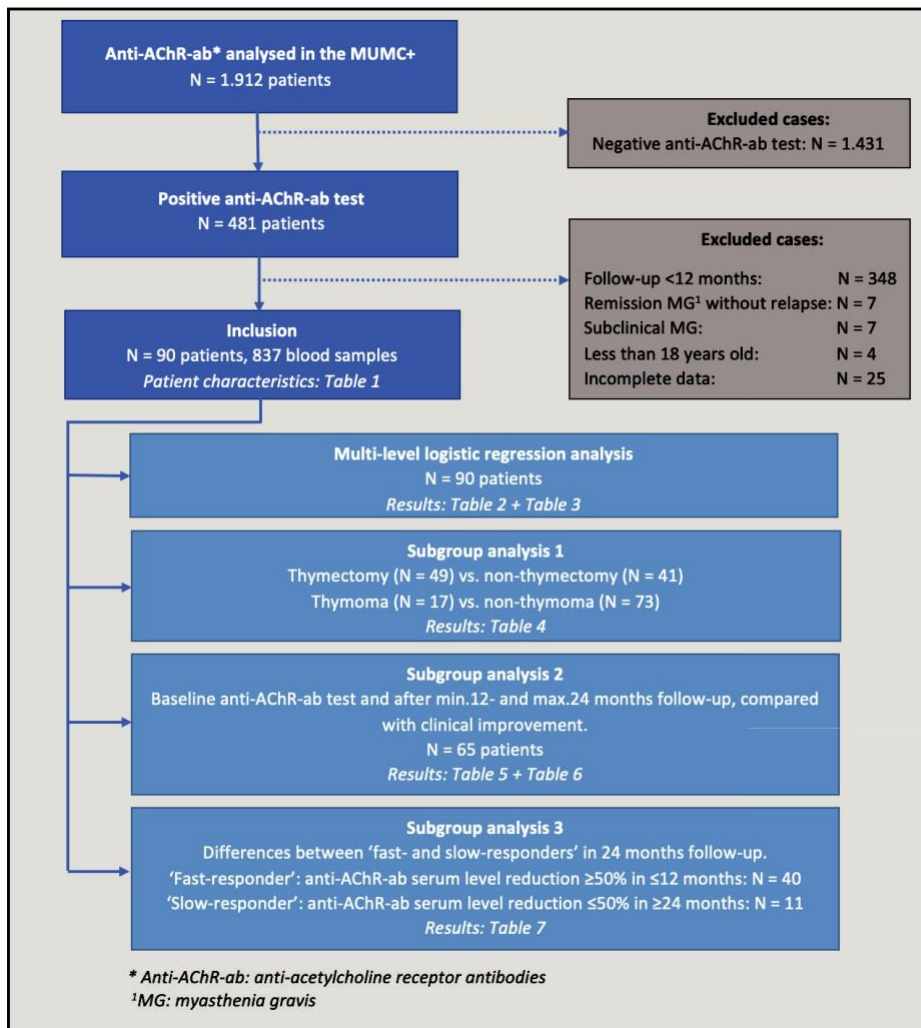 Anti-AChR-ab* analysed in the MUMC+
N = 1.912 patients
Excluded cases:
Negative anti-AChR-ab test: N = 1.431
Positive anti-AChR-ab test
N = 481 patients
Excluded cases:
Follow-up <12 months: N = 348
Remission MG¹ without relapse: N = 7
Subclinical MG: N = 7
Less than 18 years old: N = 4
Incomplete data: N = 25
Inclusion
N = 90 patients, 837 blood samples
Patient characteristics: Table 1
Multi-level logistic regression analysis
N = 90 patients
Results: Table 2 + Table 3
Subgroup analysis 1
Thymectomy (N = 49) vs. non-thymectomy (N = 41)
Thymoma (N = 17) vs. non-thymoma (N = 73)
Results: Table 4
Subgroup analysis 2
Baseline anti-AChR-ab test and after min.12- and max.24 months follow-up, compared
with clinical improvement.
N = 65 patients
Results: Table 5 + Table 6
Subgroup analysis 3
Differences between ‘fast- and slow-responders’ in 24 months follow-up.
‘Fast-responder’: anti-AChR-ab serum level reduction ≥50% in ≤12 months: N = 40
‘Slow-responder’: anti-AChR-ab serum level reduction ≤50% in ≥24 months: N = 11
Results: Table 7
* Anti-AChR-ab: anti-acetylcholine receptor antibodies
¹MG: myasthenia gravis